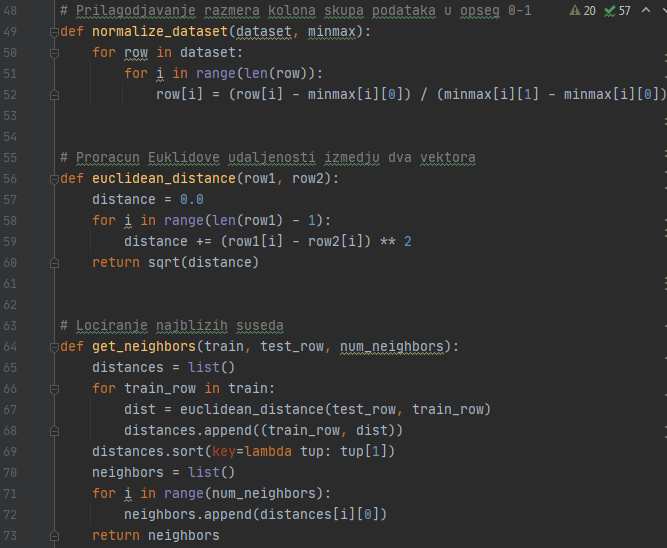 48 # Prilagodjavanje razmera kolona skupa podataka u opseg 0-1 20 57
49 def normalize_dataset(dataset, minmax):
50     for row in dataset:
51         for i in range(len(row)):
52             row[i] = (row[i] - minmax[i][0]) / (minmax[i][1] - minmax[i][0])
53
54
55 # Proracun Euklidove udaljenosti izmedju dva vektora
56 def euclidean_distance(row1, row2):
57     distance = 0.0
58     for i in range(len(row1) - 1):
59         distance += (row1[i] - row2[i]) ** 2
60     return sqrt(distance)
61
62
63 # Lociranje najblizih suseda
64 def get_neighbors(train, test_row, num_neighbors):
65     distances = list()
66     for train_row in train:
67         dist = euclidean_distance(test_row, train_row)
68         distances.append((train_row, dist))
69     distances.sort(key=lambda tup: tup[1])
70     neighbors = list()
71     for i in range(num_neighbors):
72         neighbors.append(distances[i][0])
73     return neighbors